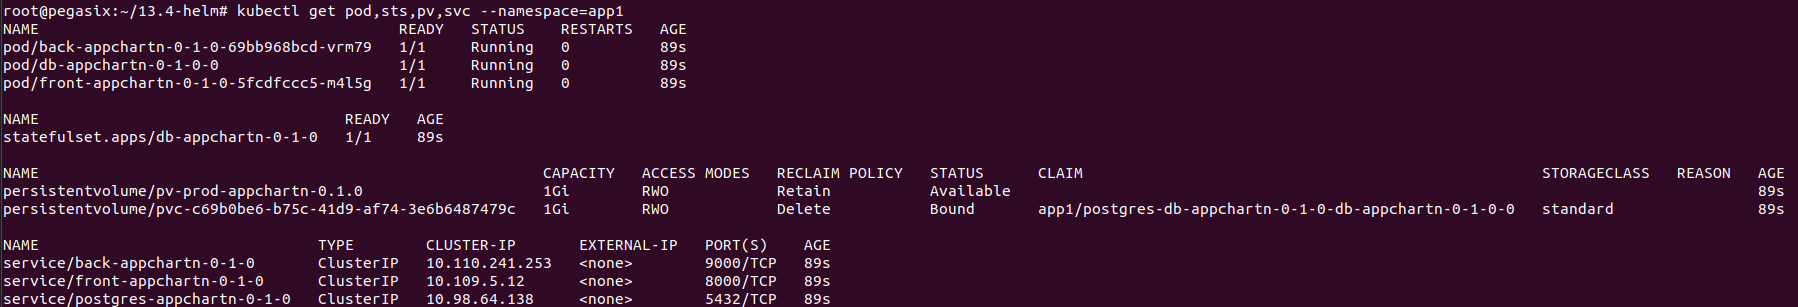 root@pegasix:~/13.4-helm# kubectl get pod,sts,pv,svc --namespace=app1
NAME READY STATUS RESTARTS AGE
pod/back-appchartn-0-1-0-69bb968bcd-vrm79 1/1 Running 0 89s
pod/db-appchartn-0-1-0-0 1/1 Running 0 89s
pod/front-appchartn-0-1-0-5fcdfccc5-m4l5g 1/1 Running 0 89s
NAME READY AGE
statefulset.apps/db-appchartn-0-1-0 1/1 89s
NAME CAPACITY ACCESS MODES RECLAIM POLICY STATUS CLAIM STORAGECLASS REASON AGE
persistentvolume/pv-prod-appchartn-0.1.0 1Gi RWO Retain Available 89s
persistentvolume/pvc-c69b0be6-b75c-41d9-af74-3e6b6487479c 1Gi RWO Delete Bound app1/postgres-db-appchartn-0-1-0-db-appchartn-0-1-0-0 standard 89s
NAME TYPE CLUSTER-IP EXTERNAL-IP PORT(S) AGE
service/back-appchartn-0-1-0 ClusterIP 10.110.241.253 <none> 9000/TCP 89s
service/front-appchartn-0-1-0 ClusterIP 10.109.5.12 <none> 8000/TCP 89s
service/postgres-appchartn-0-1-0 ClusterIP 10.98.64.138 <none> 5432/TCP 89s